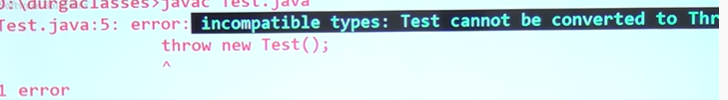 D:\durgaclasses>javac Test.java
Test.java:5: error: incompatible types: Test cannot be converted to Thr
throw new Test();
^
1 error